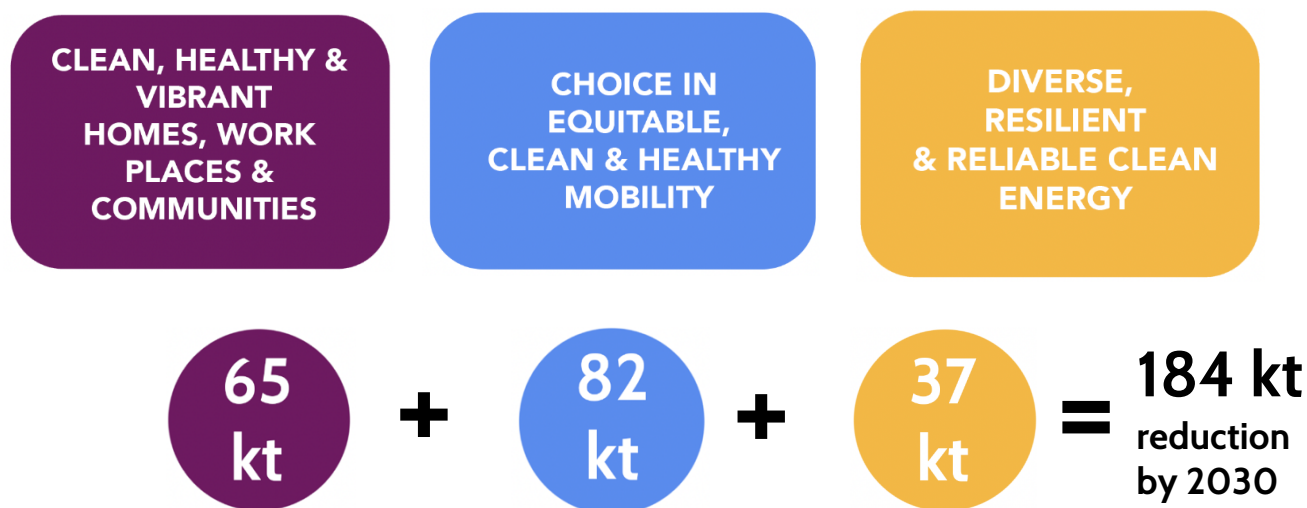 CLEAN, HEALTHY &
VIBRANT
HOMES, WORK
PLACES &
COMMUNITIES
CHOICE IN
EQUITABLE,
CLEAN & HEALTHY
MOBILITY
DIVERSE,
RESILIENT
& RELIABLE CLEAN
ENERGY
65
kt
+
82
kt
+
37
kt
=
184 kt
reduction
by 2030